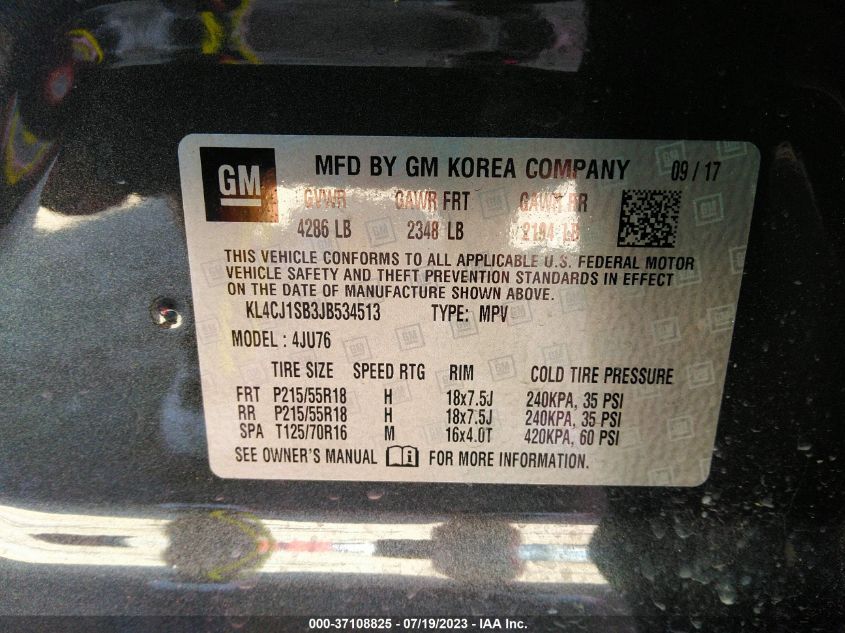 GM
MFD BY GM KOREA COMPANY 09 / 17
GVWR GAWR FRT GAWR RR
4286 LB 2348 LB 2194 LB
THIS VEHICLE CONFORMS TO ALL APPLICABLE U.S. FEDERAL MOTOR
VEHICLE SAFETY AND THEFT PREVENTION STANDARDS IN EFFECT
ON THE DATE OF MANUFACTURE SHOWN ABOVE.
KL4CJ1SB3JB534513 TYPE: MPV
MODEL : 4JU76
TIRE SIZE SPEED RTG RIM COLD TIRE PRESSURE
FRT P215/55R18 H 18x7.5J 240KPA, 35 PSI
RR P215/55R18 H 18x7.5J 240KPA, 35 PSI
SPA T125/70R16 M 16x4.0T 420KPA, 60 PSI
SEE OWNER'S MANUAL FOR MORE INFORMATION.
000-37108825 - 07/19/2023 - © IAA Inc.